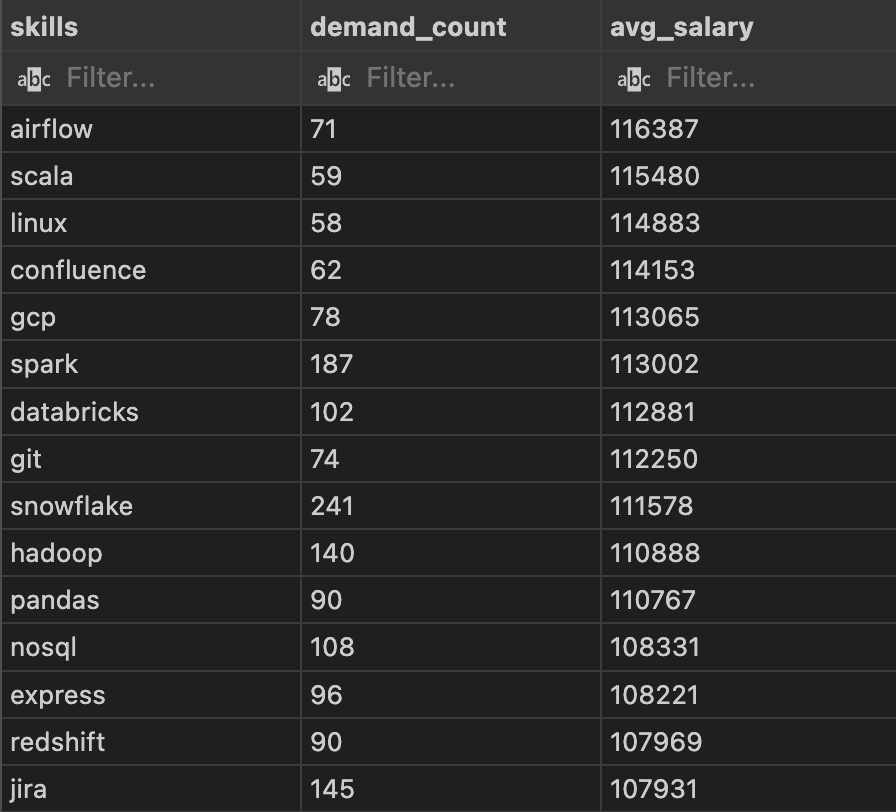 skills demand_count avg_salary
abc Filter... abc Filter... abc Filter...
airflow 71 116387
scala 59 115480
linux 58 114883
confluence 62 114153
gcp 78 113065
spark 187 113002
databricks 102 112881
git 74 112250
snowflake 241 111578
hadoop 140 110888
pandas 90 110767
nosql 108 108331
express 96 108221
redshift 90 107969
jira 145 107931